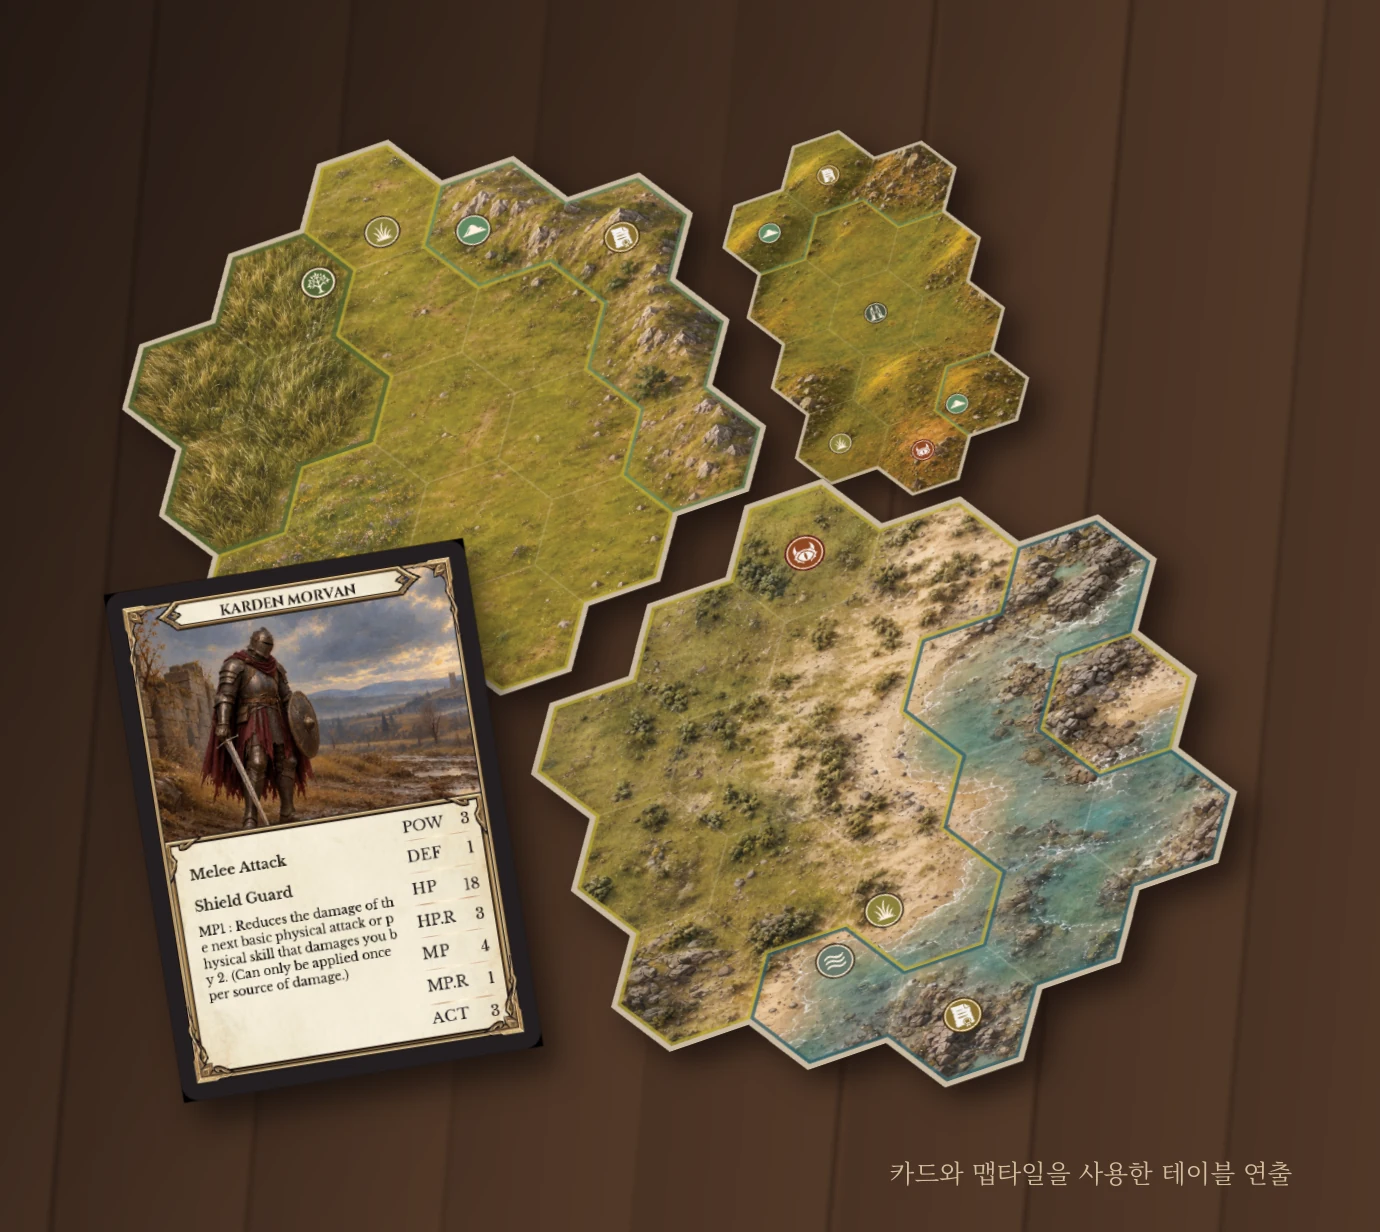 KARDEN MORVAN
POW 3
DEF 1
HP 18
HP.R 3
MP 4
MP.R 1
ACT 3
Melee Attack
Shield Guard
MP1 : Reduces the damage of th
e next basic physical attack or p
hysical skill that damages you b
y 2. (Can only be applied once
per source of damage.)
카드와 맵타일을 사용한 테이블 연출